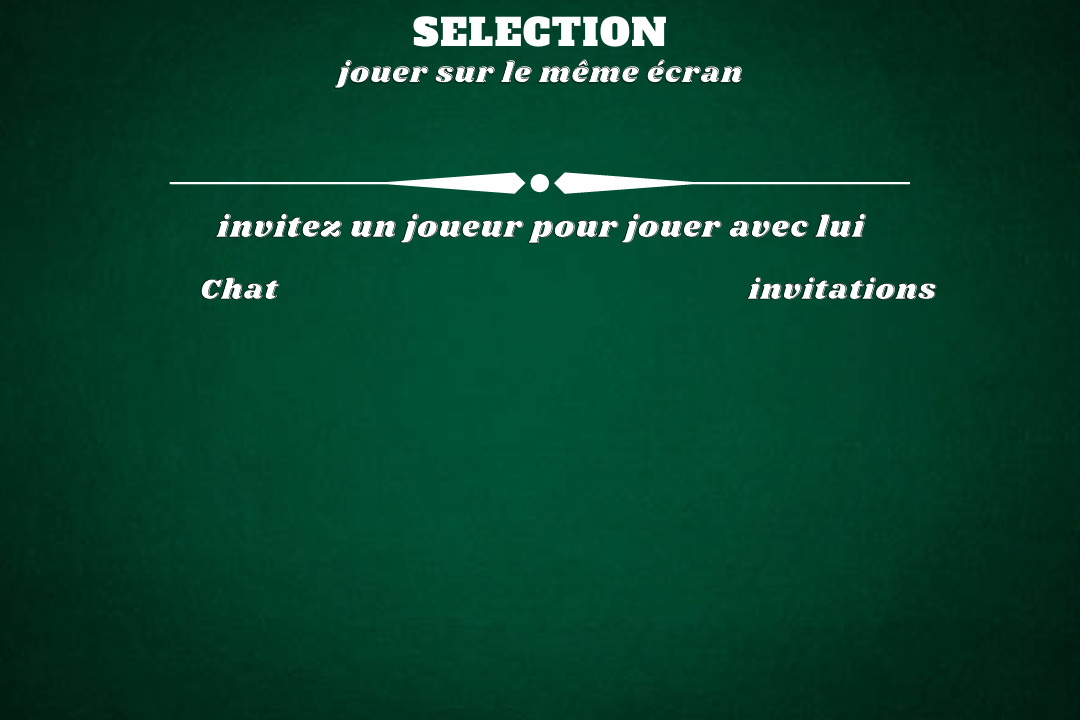 SELECTION
jouer sur le même écran
invitez un joueur pour jouer avec lui
Chat
invitations